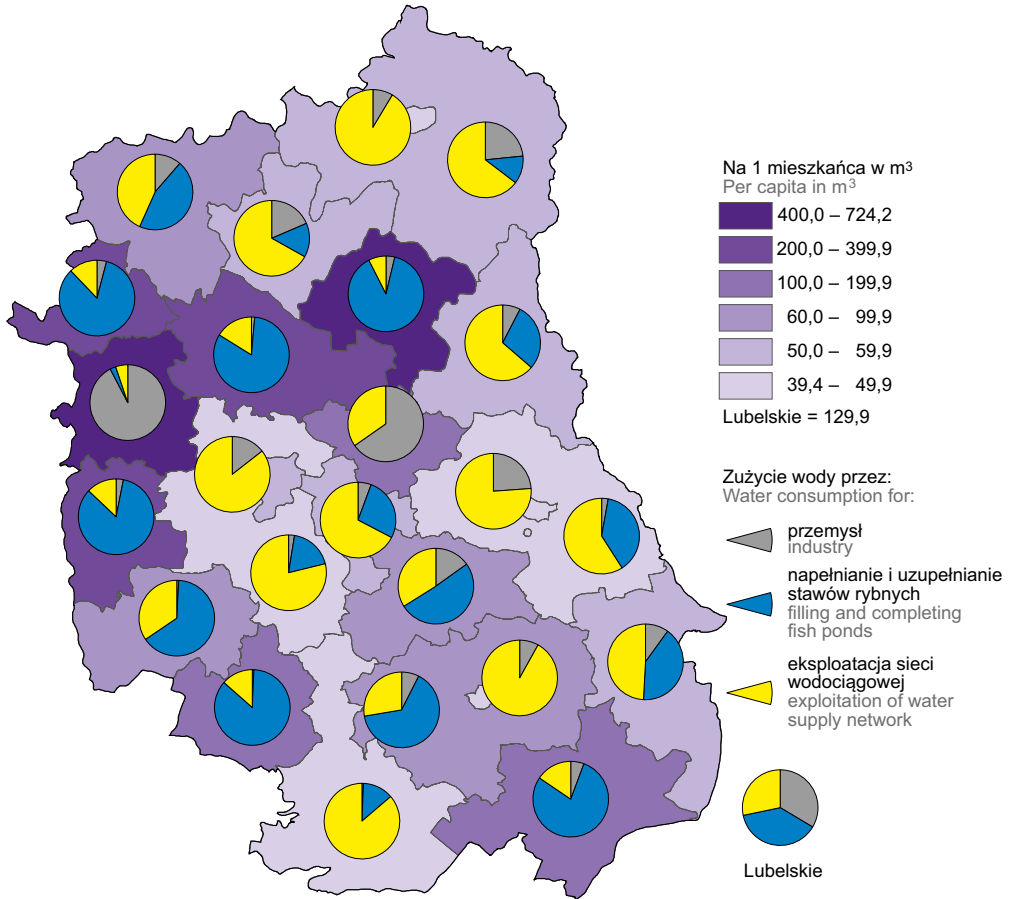 Na 1 mieszkańca w m³
Per capita in m³
400,0 – 724,2
200,0 – 399,9
100,0 – 199,9
60,0 – 99,9
50,0 – 59,9
39,4 – 49,9
Lubelskie = 129,9
Zużycie wody przez:
Water consumption for:
przemysł
industry
napełnianie i uzupełnianie
stawów rybnych
filling and completing
fish ponds
eksploatacja sieci
wodociągowej
exploitation of water
supply network
Lubelskie